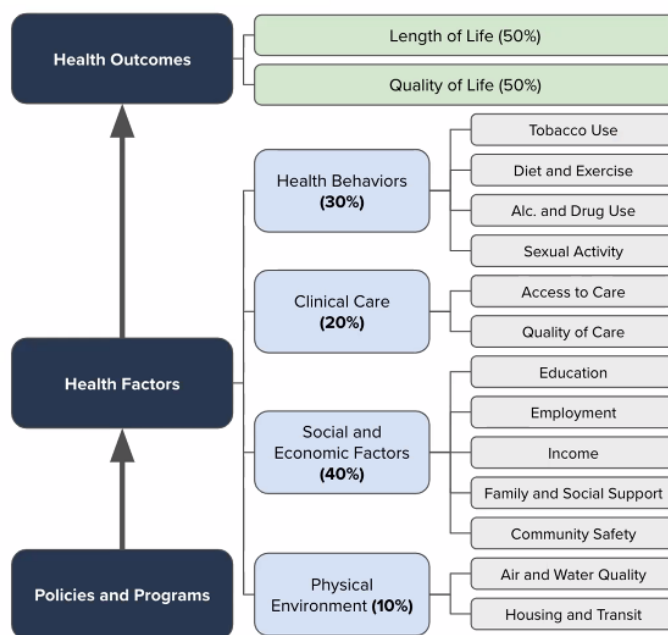 Health Outcomes
Length of Life (50%)
Quality of Life (50%)
Health Factors
Health Behaviors
(30%)
Tobacco Use
Diet and Exercise
Alc. and Drug Use
Sexual Activity
Clinical Care
(20%)
Access to Care
Quality of Care
Social and
Economic Factors
(40%)
Education
Employment
Income
Family and Social Support
Community Safety
Physical
Environment (10%)
Air and Water Quality
Housing and Transit
Policies and Programs